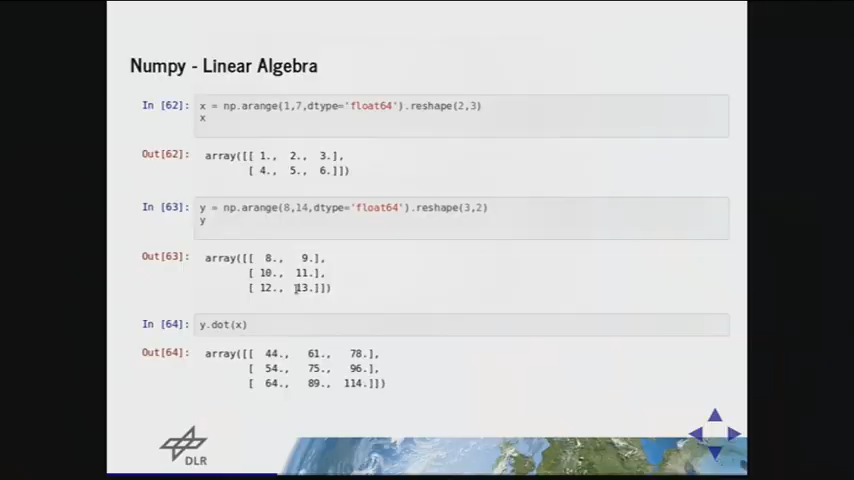 Numpy - Linear Algebra
In [62]: x = np.arange(1,7,dtype='float64').reshape(2,3)
x
Out[62]: array([[ 1., 2., 3.],
[ 4., 5., 6.]])
In [63]: y = np.arange(8,14,dtype='float64').reshape(3,2)
y
Out[63]: array([[ 8., 9.],
[ 10., 11.],
[ 12., 13.]])
In [64]: y.dot(x)
Out[64]: array([[ 44., 61., 78.],
[ 54., 75., 96.],
[ 64., 89., 114.]])
DLR